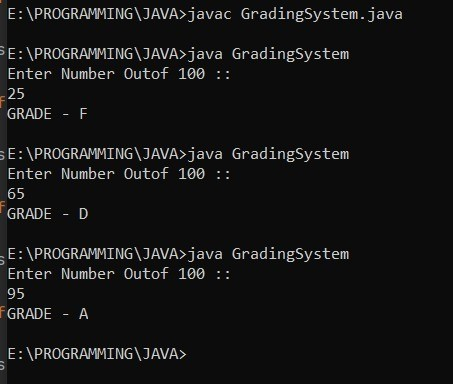 E:\PROGRAMMING\JAVA>javac GradingSystem.java
E:\PROGRAMMING\JAVA>java GradingSystem
Enter Number Outof 100 ::
25
GRADE - F
E:\PROGRAMMING\JAVA>java GradingSystem
Enter Number Outof 100 ::
65
GRADE - D
E:\PROGRAMMING\JAVA>java GradingSystem
Enter Number Outof 100 ::
95
GRADE - A
E:\PROGRAMMING\JAVA>